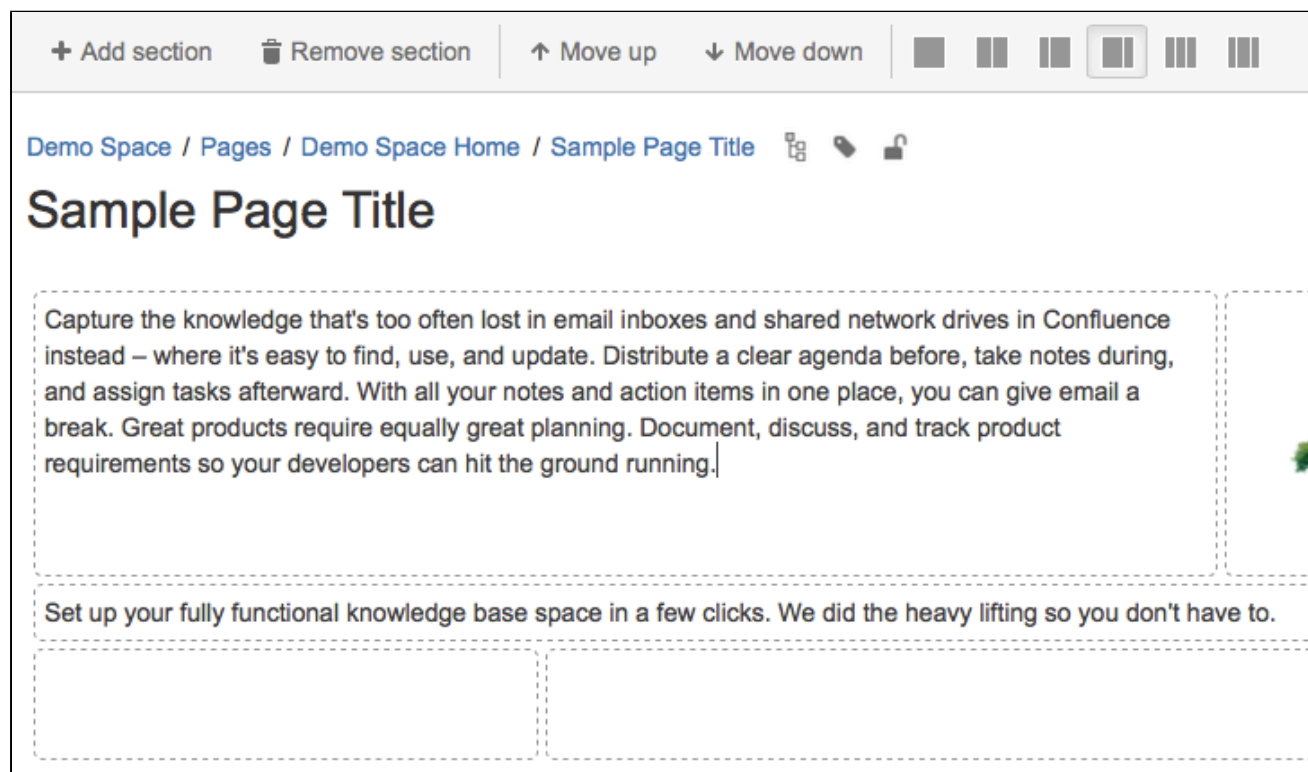 Add section Remove section Move up Move down
Demo Space / Pages / Demo Space Home / Sample Page Title
Sample Page Title
Capture the knowledge that's too often lost in email inboxes and shared network drives in Confluence
instead – where it's easy to find, use, and update. Distribute a clear agenda before, take notes during,
and assign tasks afterward. With all your notes and action items in one place, you can give email a
break. Great products require equally great planning. Document, discuss, and track product
requirements so your developers can hit the ground running.
Set up your fully functional knowledge base space in a few clicks. We did the heavy lifting so you don't have to.